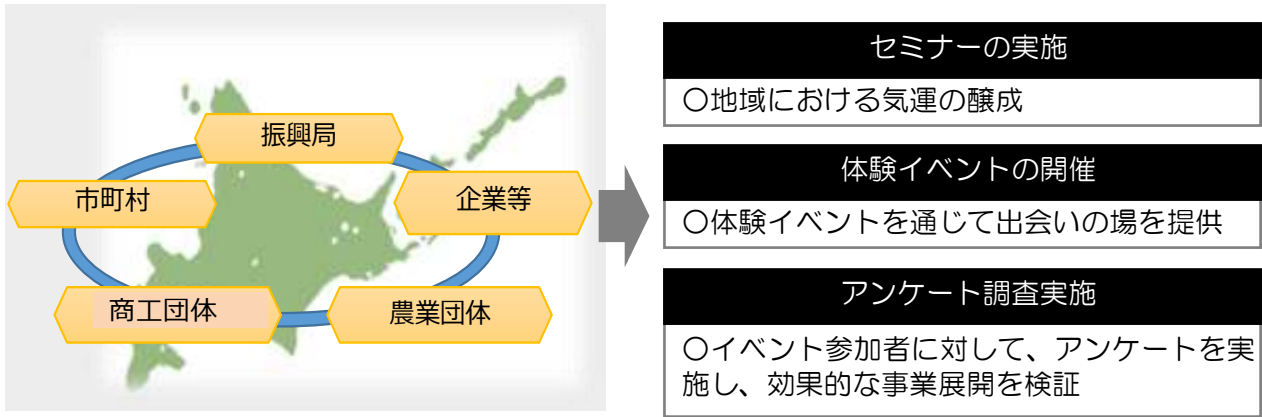 振興局
市町村
企業等
商工団体
農業団体
セミナーの実施
〇地域における気運の醸成
体験イベントの開催
〇体験イベントを通じて出会いの場を提供
アンケート調査実施
〇イベント参加者に対して、アンケートを実
施し、効果的な事業展開を検証